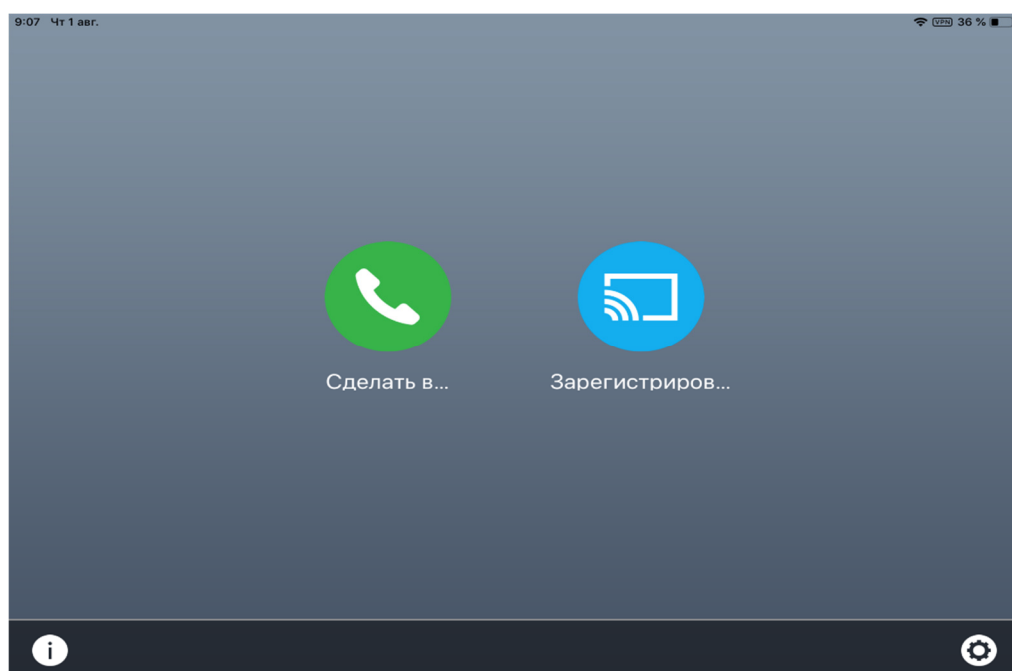 9:07 Чт 1 авг.
VPN 36 %
Сделать в...
Зарегистриров...
i